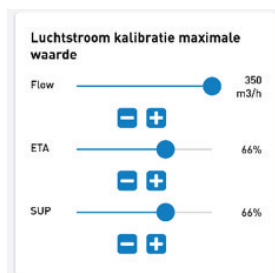 Luchtstroom kalibratie maximale
waarde
Flow 350
m3/h
ETA 66%
SUP 66%